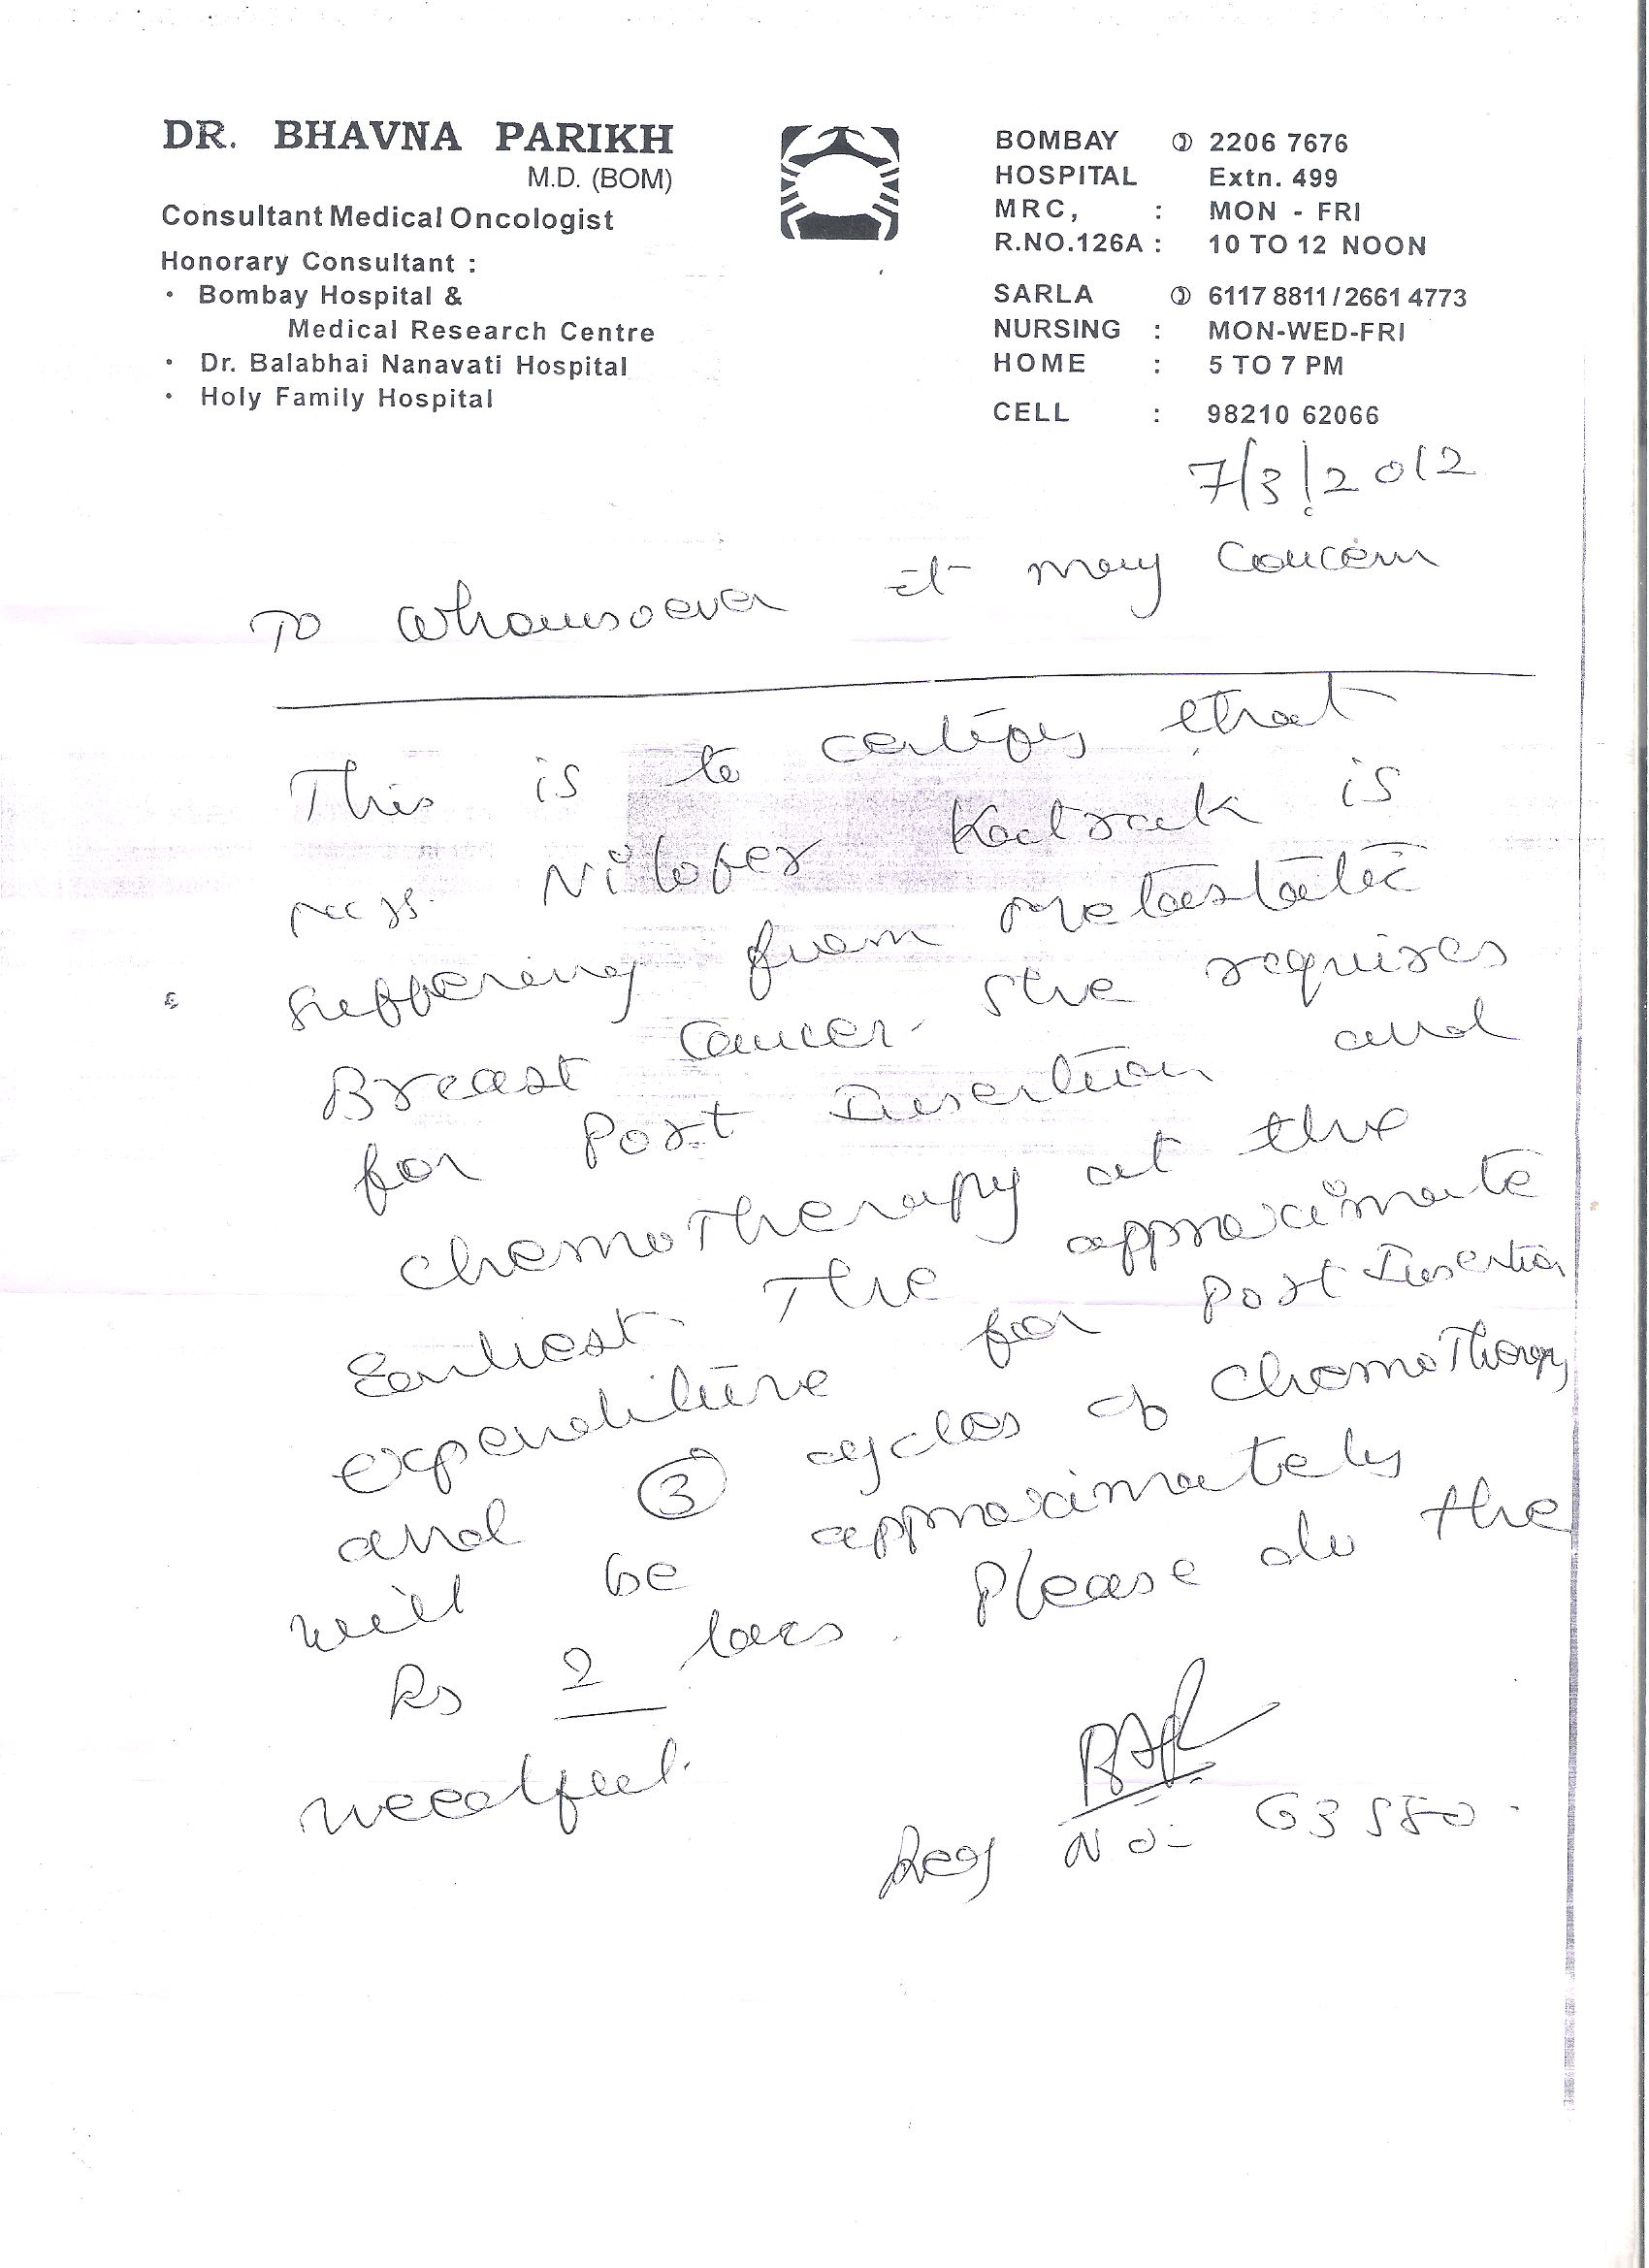 DR. BHAVNA PARIKH
M.D. (BOM)
Consultant Medical Oncologist
Honorary Consultant :
• Bombay Hospital &
Medical Research Centre
• Dr. Balabhai Nanavati Hospital
• Holy Family Hospital
BOMBAY 2206 7676
HOSPITAL Extn. 499
MRC, : MON - FRI
R.NO.126A : 10 TO 12 NOON
SARLA 6117 8811/2661 4773
NURSING : MON-WED-FRI
HOME : 5 TO 7 PM
CELL : 98210 62066
7/3/2012
To Whomsoever it may Concern
This is to certify that
Mrs. Nilofer Katrak is
suffering from Metastatic
Breast Cancer. She requires
for Port Insertion and
chemoTherapy at the
Earliest. The approximate
expenditure for Port Insertion
and 3 cycles of ChemoTherapy
will be approximately
Rs 2 lacs. Please do the
needful.
Reg No:-